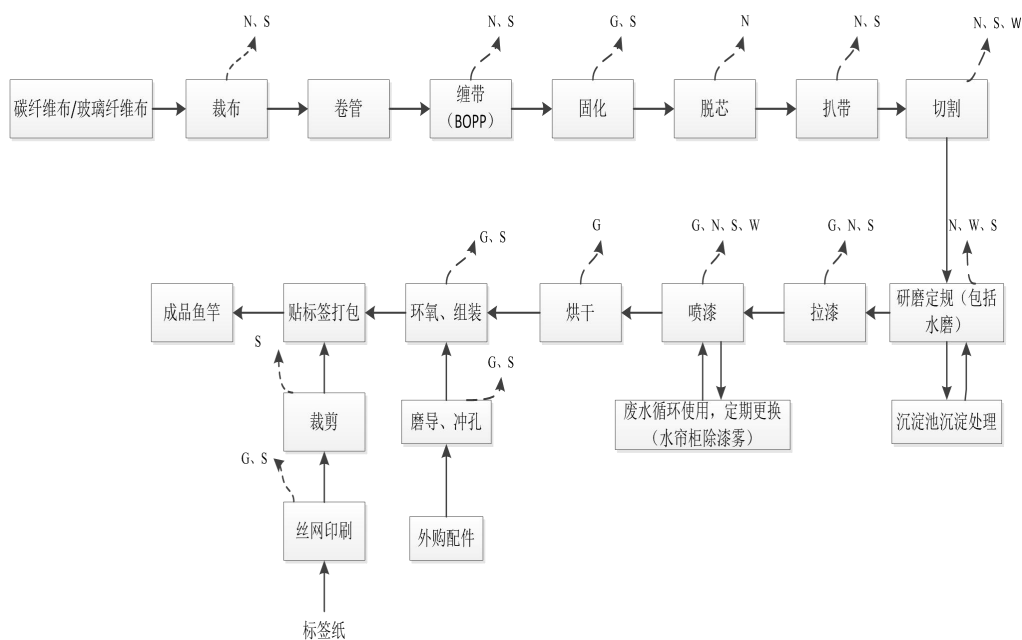 N、S
N、S
G、S
N
N、S
N、S、W
碳纤维布/玻璃纤维布
裁布
卷管
缠带
（BOPP）
固化
脱芯
扒带
切割
G、S
G
G、N、S、W
G、N、S
N、W、S
成品鱼竿
贴标签打包
环氧、组装
烘干
喷漆
拉漆
研磨定规（包括
水磨）
S
G、S
裁剪
磨导、冲孔
废水循环使用，定期更换
（水帘柜除漆雾）
沉淀池沉淀处理
G、S
丝网印刷
外购配件
标签纸